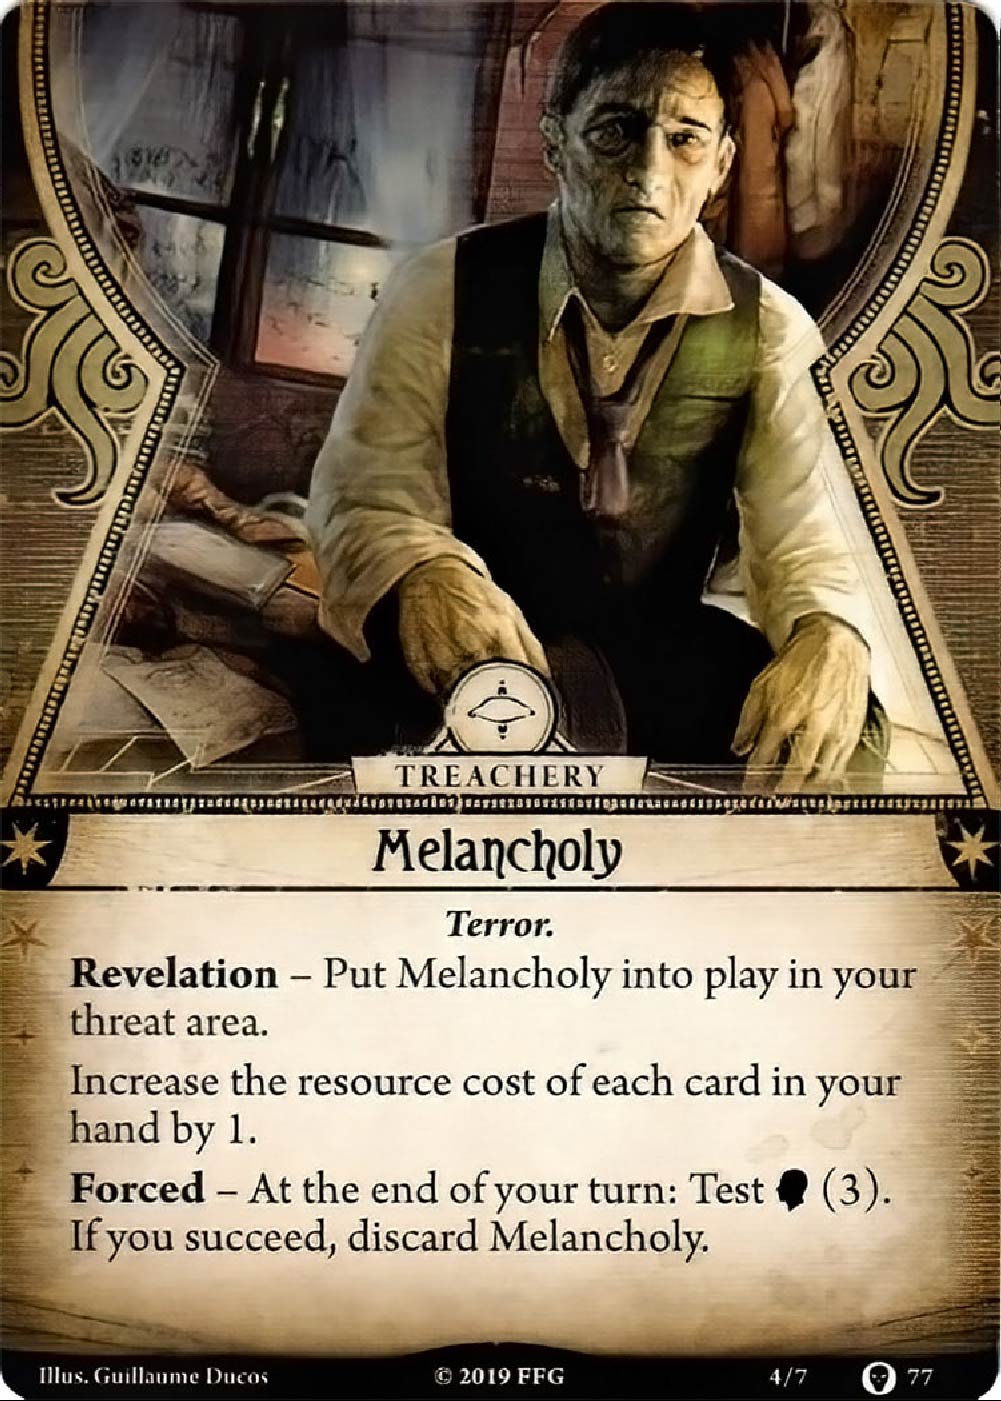 TREACHERY
Melancholy
Terror.
Revelation – Put Melancholy into play in your
threat area.
Increase the resource cost of each card in your
hand by 1.
Forced – At the end of your turn: Test (3).
If you succeed, discard Melancholy.
Illus. Guillaume Ducos © 2019 FFG 4/7 77